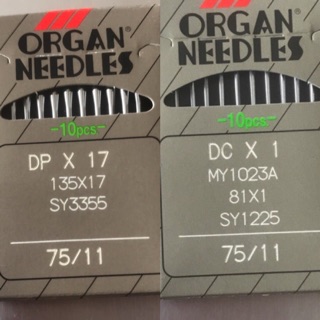 ORGAN®
NEEDLES
-10pcs-
DP X 17
135X17
SY3355
75/11
ORGAN®
NEEDLES
-10pcs-
DC X 1
MY1023A
81X1
SY1225
75/11